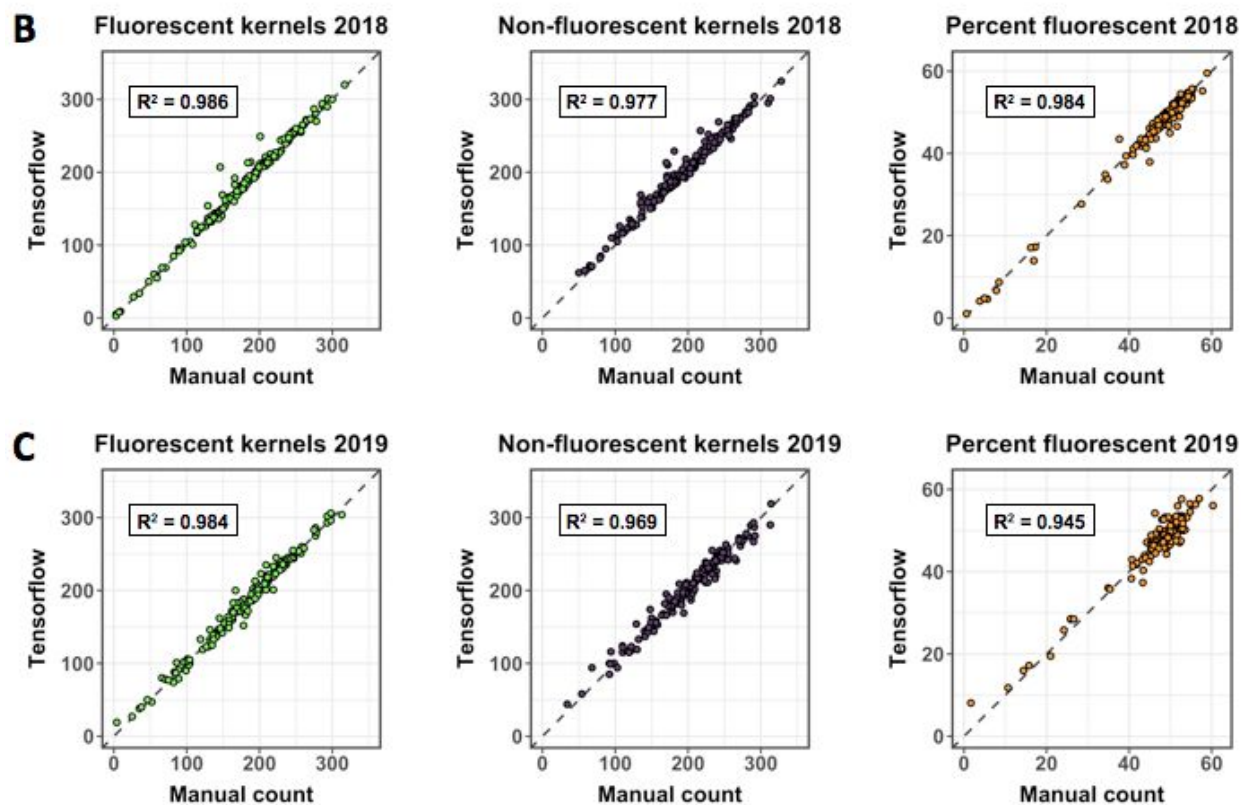 B
Fluorescent kernels 2018
Non-fluorescent kernels 2018
Percent fluorescent 2018
R² = 0.986
R² = 0.977
R² = 0.984
Tensorflow
300
200
100
0
Tensorflow
300
200
100
0
Tensorflow
60
40
20
0
0 100 200 300
0 100 200 300
0 20 40 60
Manual count
Manual count
Manual count
C
Fluorescent kernels 2019
Non-fluorescent kernels 2019
Percent fluorescent 2019
R² = 0.984
R² = 0.969
R² = 0.945
Tensorflow
300
200
100
0
Tensorflow
300
200
100
0
Tensorflow
60
40
20
0
0 100 200 300
0 100 200 300
0 20 40 60
Manual count
Manual count
Manual count